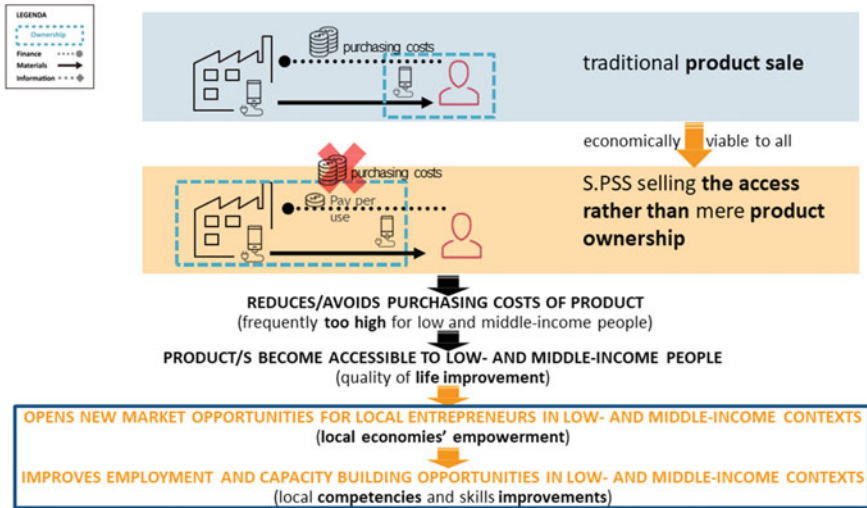 LEGENDA
Ownership
Finance
Materials
Information
purchasing costs
traditional product sale
economically viable to all
purchasing costs
Pay per
use
S.PSS selling the access
rather than mere product
ownership
REDUCES/AVOIDS PURCHASING COSTS OF PRODUCT
(frequently too high for low and middle-income people)
PRODUCT/S BECOME ACCESSIBLE TO LOW- AND MIDDLE-INCOME PEOPLE
(quality of life improvement)
OPENS NEW MARKET OPPORTUNITIES FOR LOCAL ENTREPRENEURS IN LOW- AND MIDDLE-INCOME CONTEXTS
(local economies’ empowerment)
IMPROVES EMPLOYMENT AND CAPACITY BUILDING OPPORTUNITIES IN LOW- AND MIDDLE-INCOME CONTEXTS
(local competencies and skills improvements)